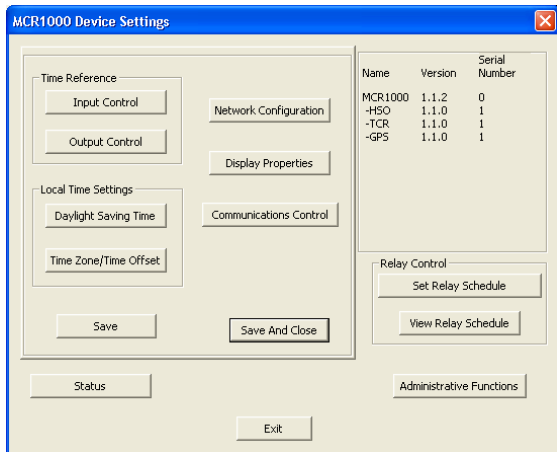 MCR1000 Device Settings
Time Reference
Input Control
Output Control
Local Time Settings
Daylight Saving Time
Time Zone/Time Offset
Save
Network Configuration
Display Properties
Communications Control
Save And Close
Name Version Serial Number
MCR1000 1.1.2 0
-HSO 1.1.0 1
-TCR 1.1.0 1
-GPS 1.1.0 1
Relay Control
Set Relay Schedule
View Relay Schedule
Status
Administrative Functions
Exit